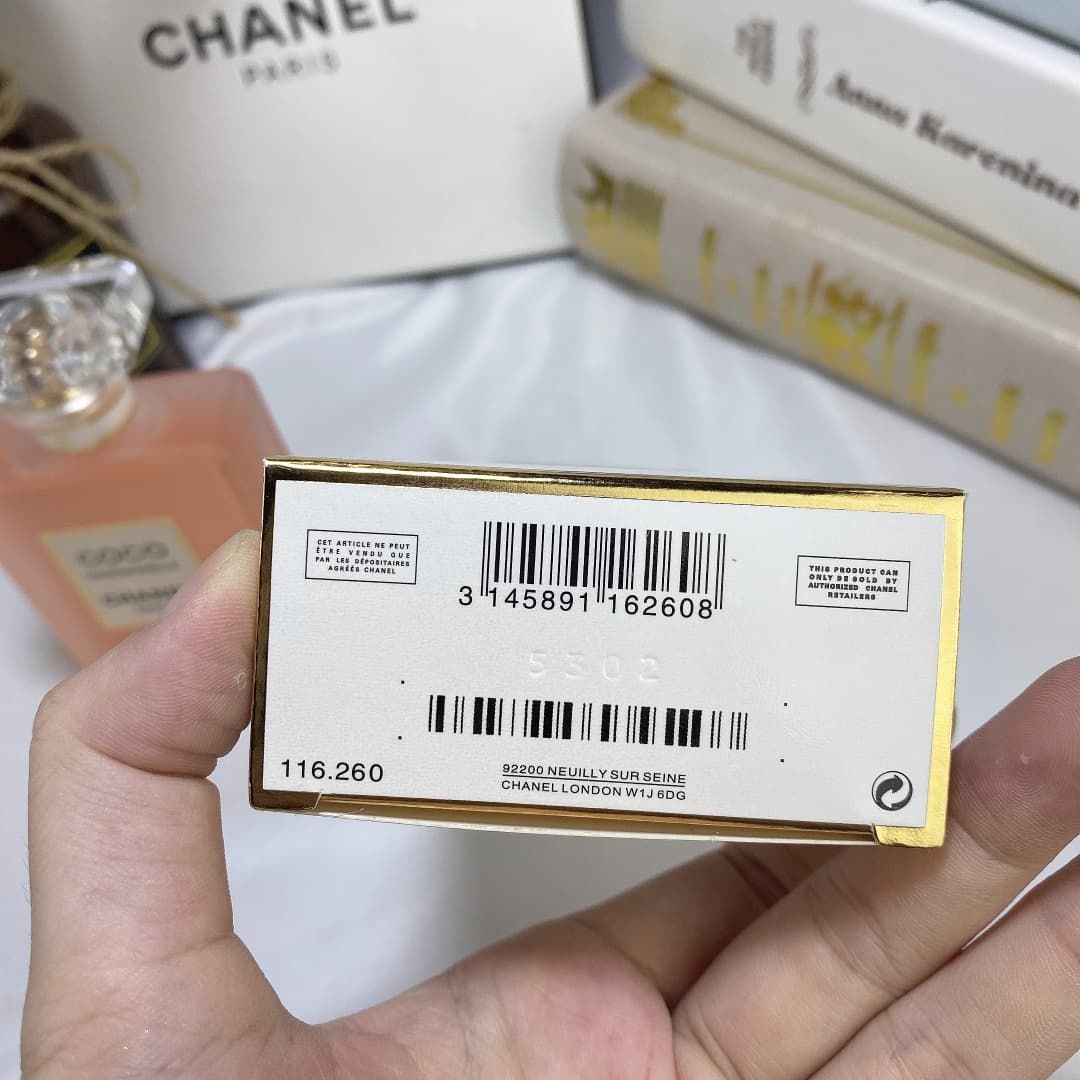 CHANEL
PARIS
Anna Karenina
COCO
CHANEL
CET ARTICLE NE PEUT
ÊTRE VENDU QUE
PAR LES DÉPOSITAIRES
AGRÉÉS CHANEL
3 145891 162608
THIS PRODUCT CAN
ONLY BE SOLD BY
AUTHORIZED CHANEL
RETAILERS
5302
116.260
92200 NEUILLY SUR SEINE
CHANEL LONDON W1J 6DG